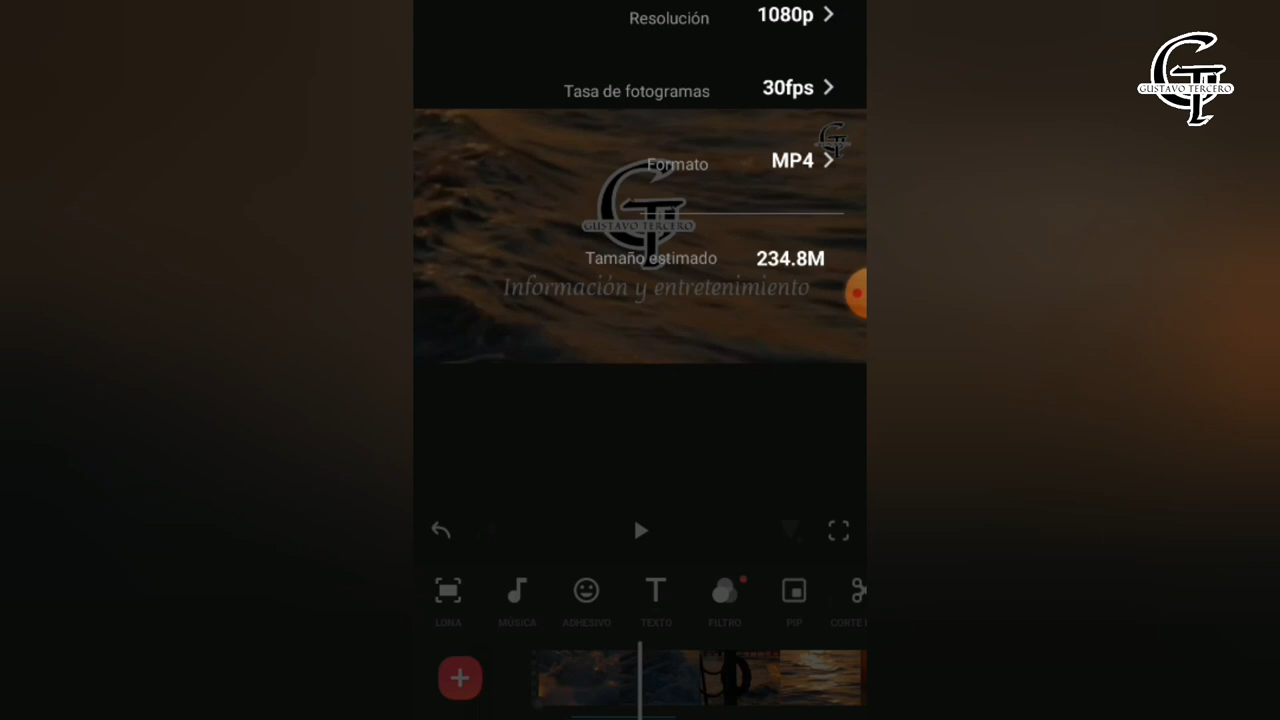 Resolución 1080p
GUSTAVO TERCERO
Tasa de fotogramas 30fps
Formato MP4
GUSTAVO TERCERO
Tamaño estimado 234.8M
Información y entretenimiento
LONA MÚSICA ADHESIVO TEXTO FILTRO PIP CORTE